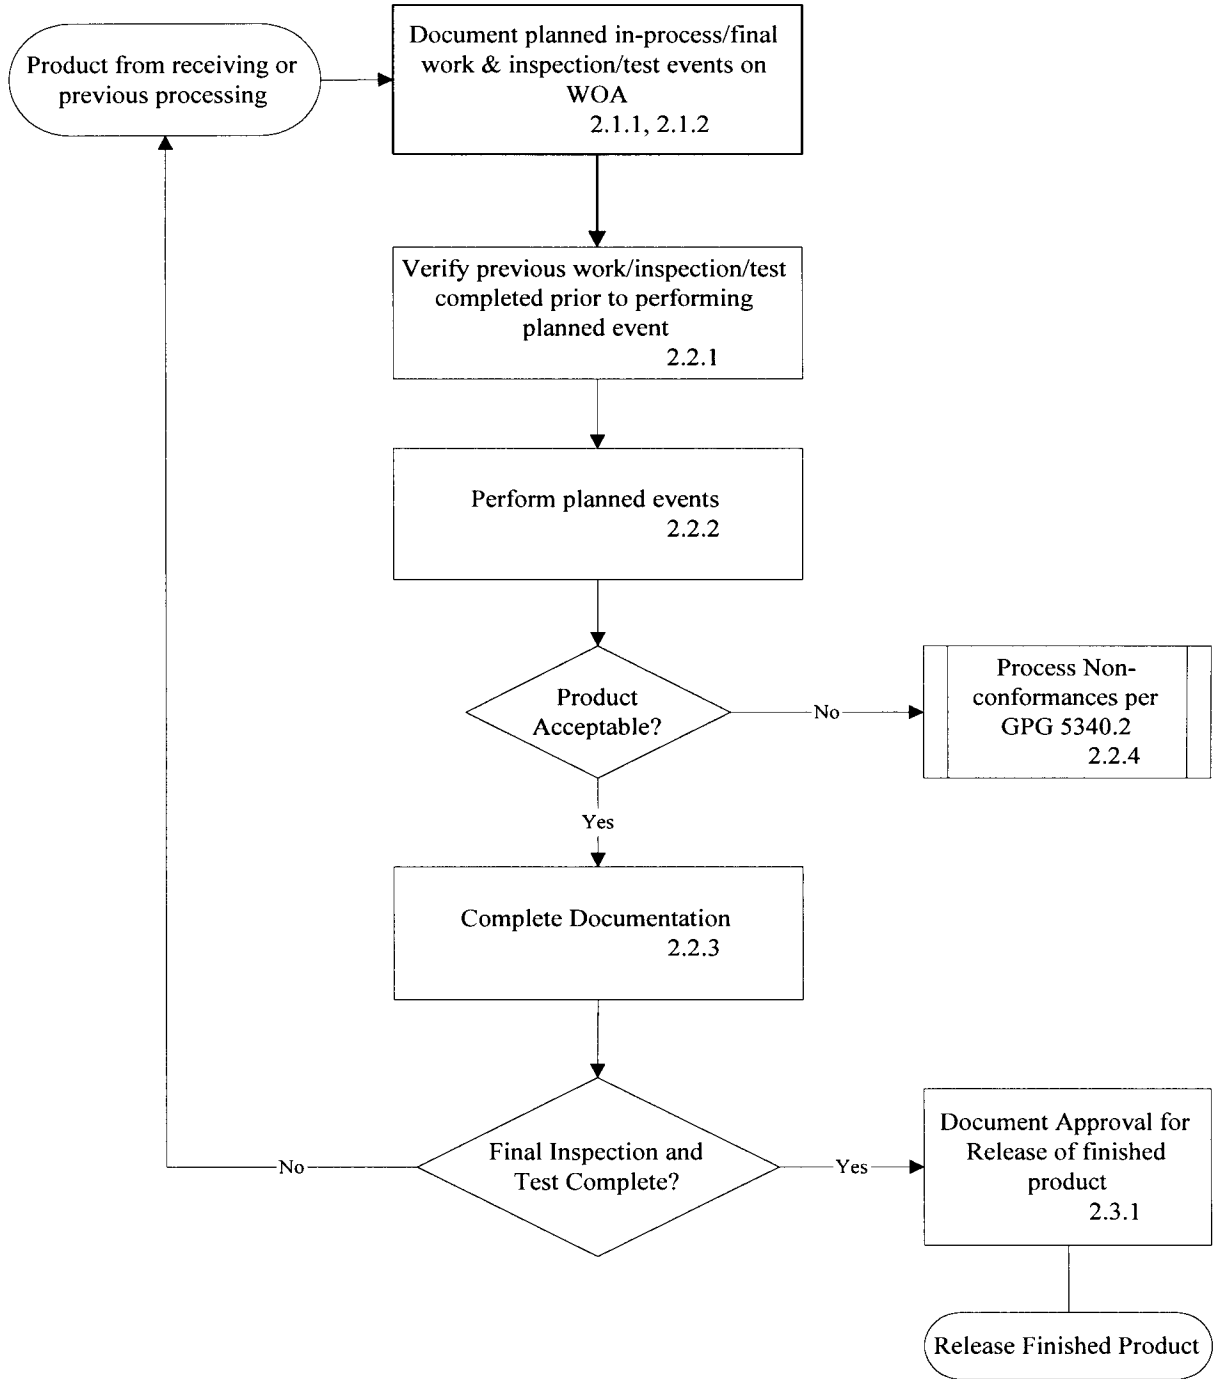 Product from receiving or
previous processing
Document planned in-process/final
work & inspection/test events on
WOA
2.1.1, 2.1.2
Verify previous work/inspection/test
completed prior to performing
planned event
2.2.1
Perform planned events
2.2.2
Product
Acceptable?
No
Process Non-
conformances per
GPG 5340.2
2.2.4
Yes
Complete Documentation
2.2.3
Final Inspection and
Test Complete?
No
Yes
Document Approval for
Release of finished
product
2.3.1
Release Finished Product